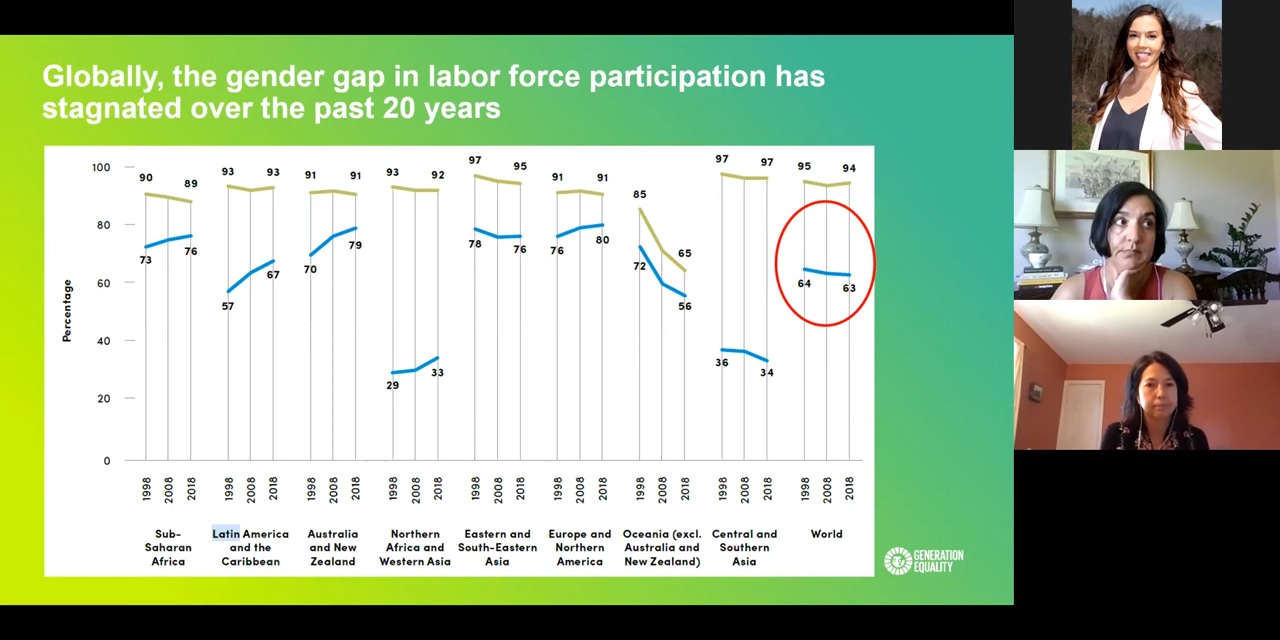 Globally, the gender gap in labor force participation has
stagnated over the past 20 years
Percentage
100
80
60
40
20
0
90 89
73 76
93 93
57 67
91 91
70 79
93 92
29 33
97 95
78 76
91 91
76 80
85 65
72 56
97 97
36 34
95 94
64 63
1998 2008 2018
1998 2008 2018
1998 2008 2018
1998 2008 2018
1998 2008 2018
1998 2008 2018
1998 2008 2018
1998 2008 2018
1998 2008 2018
Sub-
Saharan
Africa
Latin America
and the
Caribbean
Australia
and New
Zealand
Northern
Africa and
Western Asia
Eastern and
South-Eastern
Asia
Europe and
Northern
America
Oceania (excl.
Australia and
New Zealand)
Central and
Southern
Asia
World
GENERATION
EQUALITY